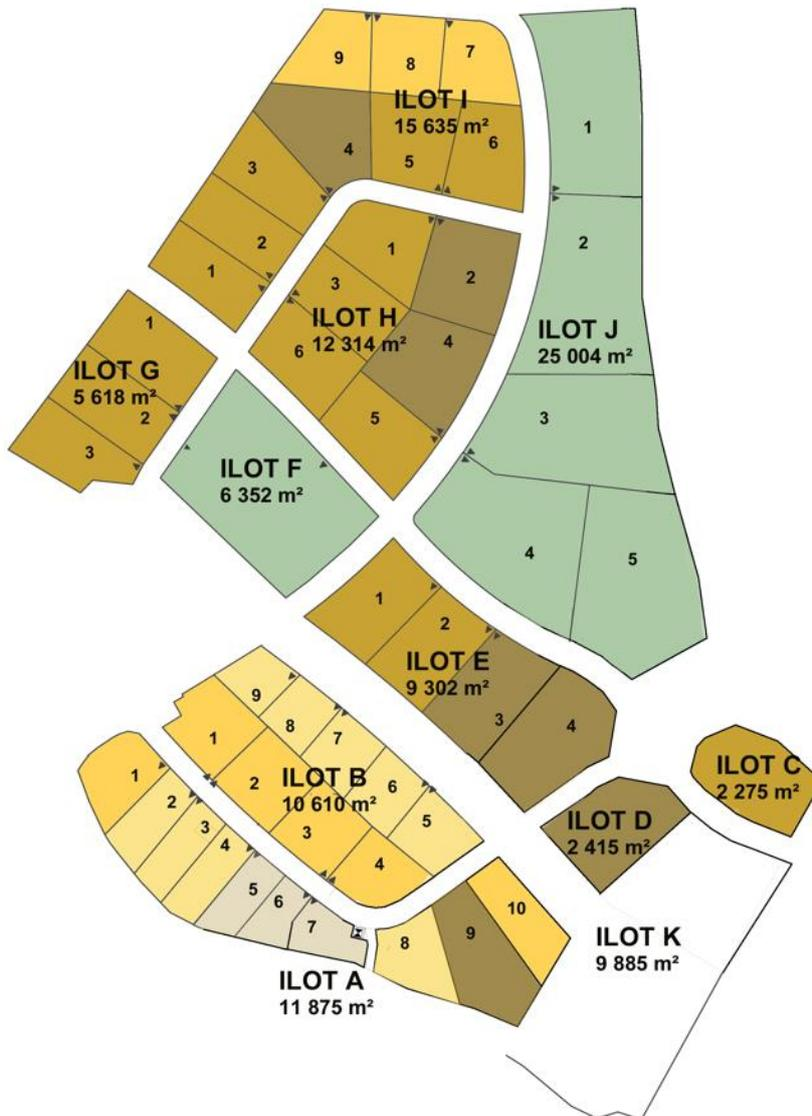 9
8
7
ILOT I
15 635 m²
1
4
5
6
3
2
1
1
2
ILOT J
25 004 m²
3
4
5
1
2
3
ILOT H
12 314 m²
4
6
5
1
ILOT G
5 618 m²
2
3
ILOT F
6 352 m²
1
2
ILOT E
9 302 m²
3
4
9
8
7
1
2
ILOT B
10 610 m²
6
5
3
4
ILOT C
2 275 m²
ILOT D
2 415 m²
1
2
3
4
5
6
7
8
9
10
ILOT A
11 875 m²
ILOT K
9 885 m²